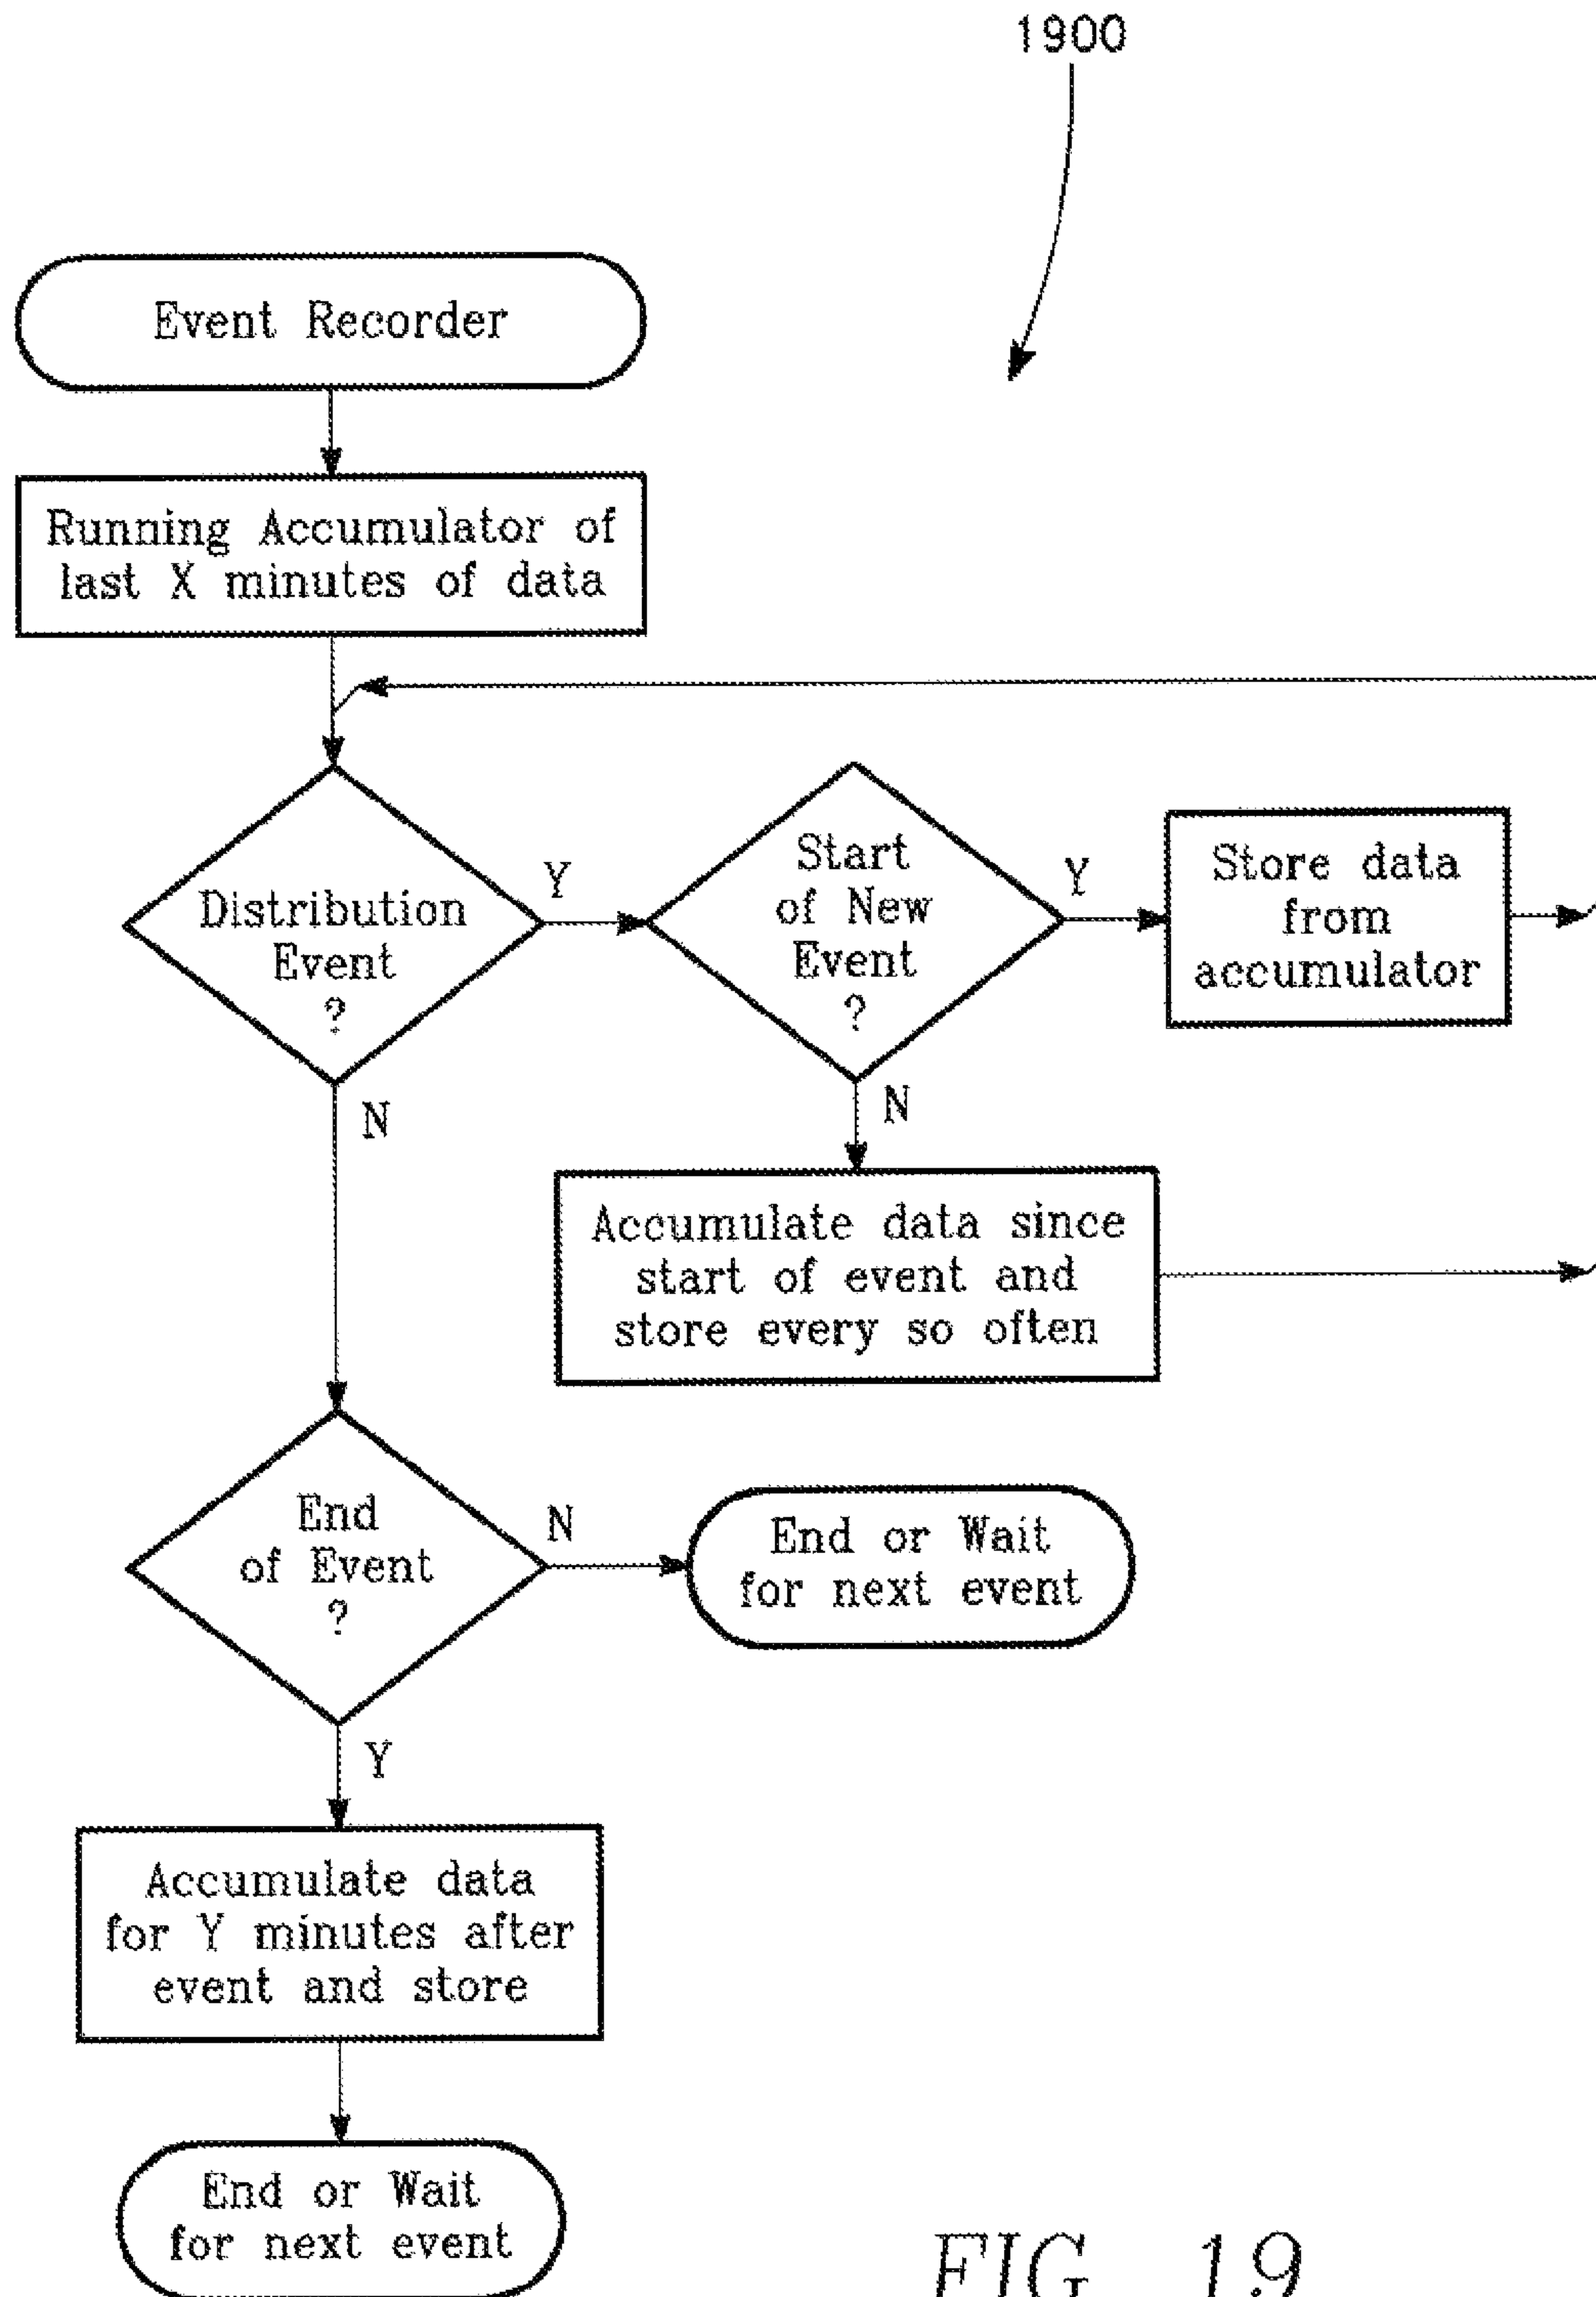 1900
Event Recorder
Running Accumulator of
last X minutes of data
Distribution
Event
?
Y
Start
of New
Event
?
Y
Store data
from
accumulator
N
N
Accumulate data since
start of event and
store every so often
End
of Event
?
N
End or Wait
for next event
Y
Accumulate data
for Y minutes after
event and store
End or Wait
for next event
FIG. 19